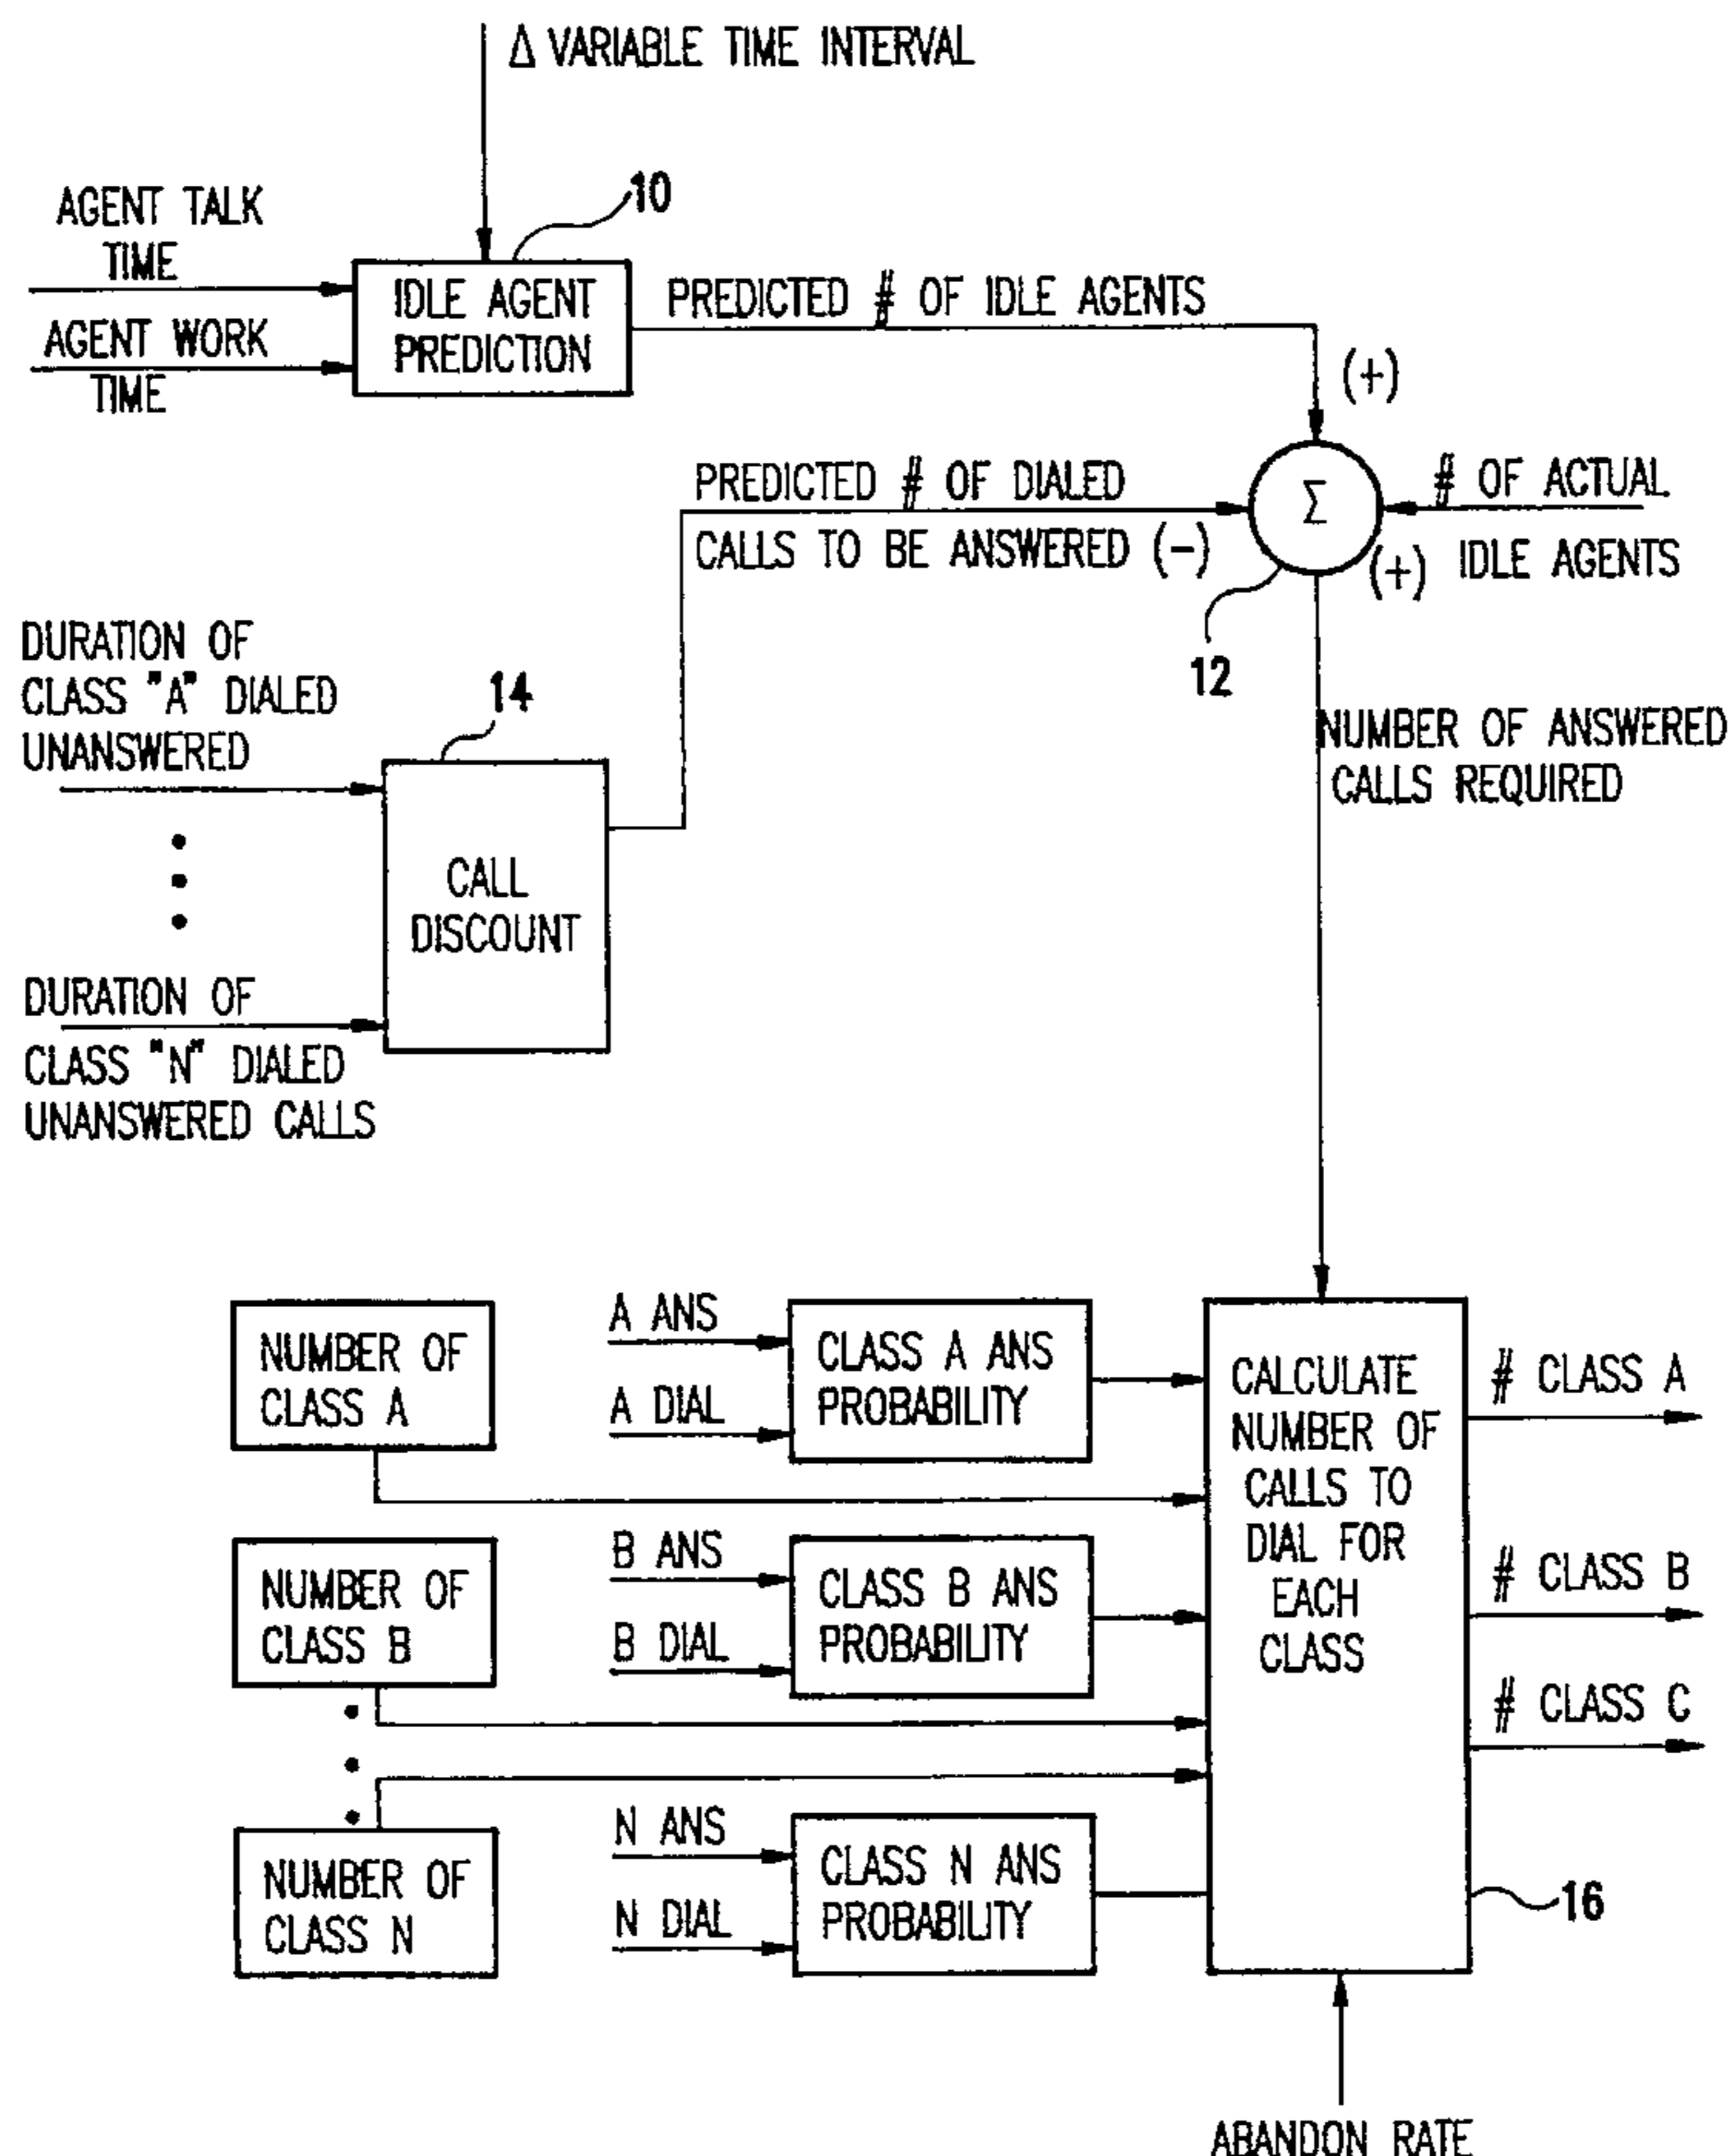 Δ VARIABLE TIME INTERVAL
AGENT TALK
TIME
10
AGENT WORK
TIME
IDLE AGENT
PREDICTION
PREDICTED # OF IDLE AGENTS
(+)
PREDICTED # OF DIALED
CALLS TO BE ANSWERED (-)
Σ
# OF ACTUAL
(+) IDLE AGENTS
12
DURATION OF
CLASS "A" DIALED
UNANSWERED
14
NUMBER OF ANSWERED
CALLS REQUIRED
CALL
DISCOUNT
DURATION OF
CLASS "N" DIALED
UNANSWERED CALLS
NUMBER OF
CLASS A
A ANS
A DIAL
CLASS A ANS
PROBABILITY
CALCULATE
NUMBER OF
CALLS TO
DIAL FOR
EACH
CLASS
# CLASS A
NUMBER OF
CLASS B
B ANS
B DIAL
CLASS B ANS
PROBABILITY
# CLASS B
# CLASS C
NUMBER OF
CLASS N
N ANS
N DIAL
CLASS N ANS
PROBABILITY
16
ABANDON RATE